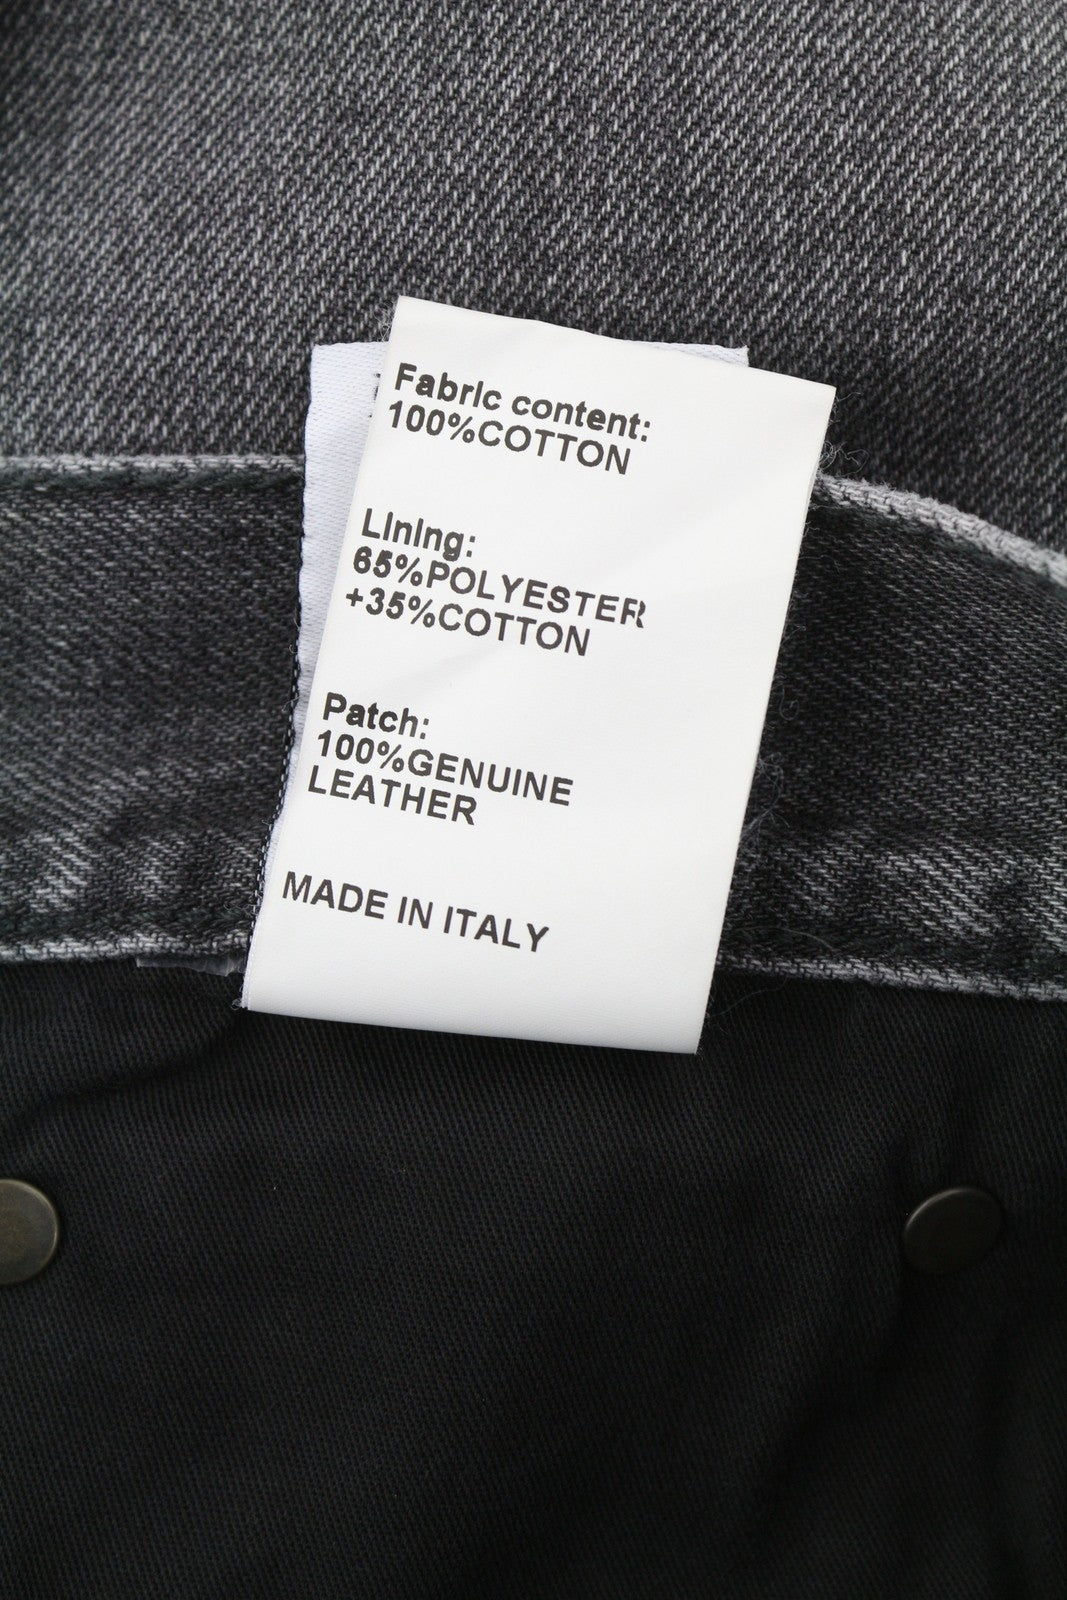 Fabric content:
100%COTTON
Lining:
65%POLYESTER
+35%COTTON
Patch:
100%GENUINE
LEATHER
MADE IN ITALY